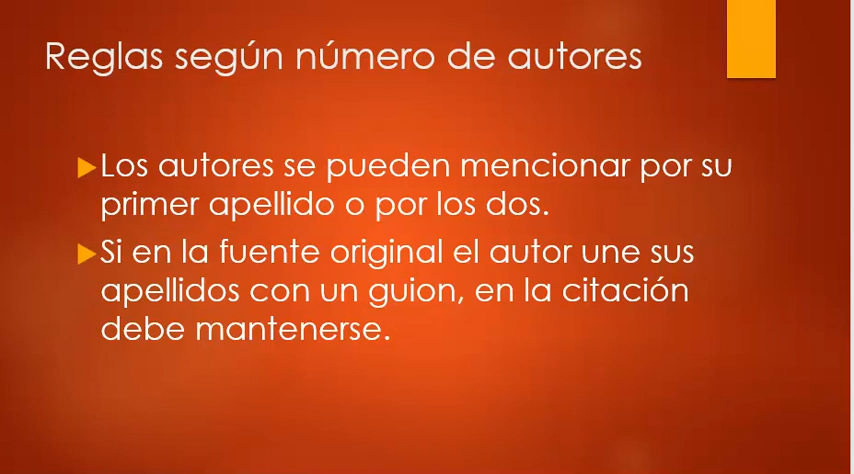 Reglas según número de autores
Los autores se pueden mencionar por su
primer apellido o por los dos.
Si en la fuente original el autor une sus
apellidos con un guion, en la citación
debe mantenerse.